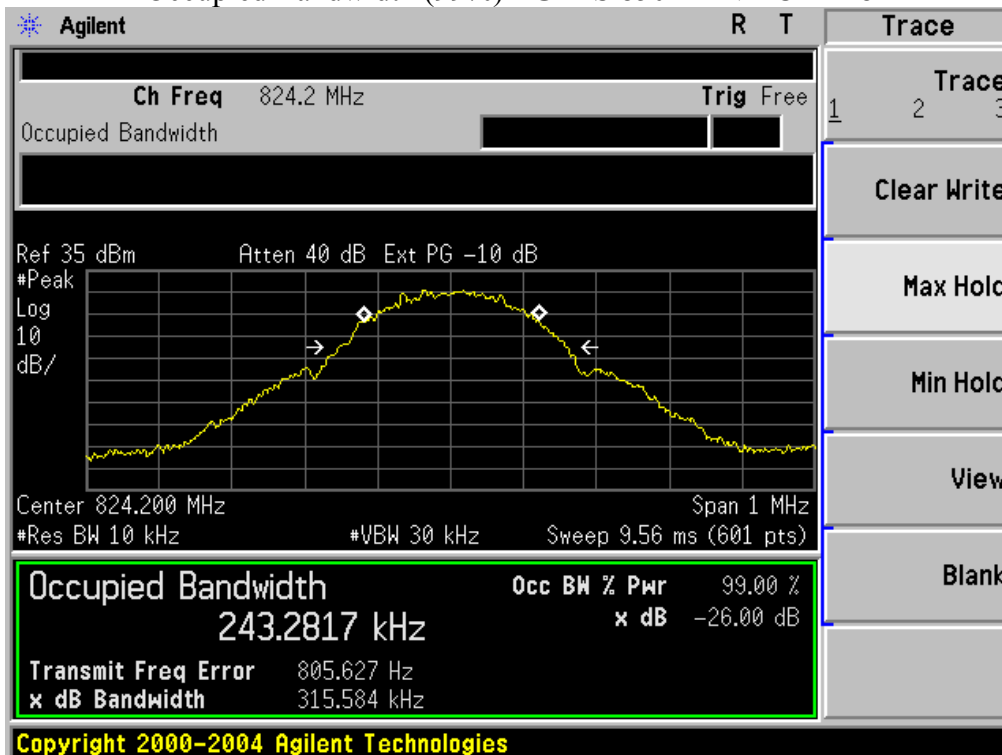 Agilent R T Trace
Ch Freq 824.2 MHz Trig Free
Occupied Bandwidth
Trace
1 2 3
Clear Write
Max Hold
Min Hold
View
Blank
Ref 35 dBm Atten 40 dB Ext PG -10 dB
#Peak
Log
10
dB/
Center 824.200 MHz Span 1 MHz
#Res BW 10 kHz #VBW 30 kHz Sweep 9.56 ms (601 pts)
Occupied Bandwidth Occ BW % Pwr 99.00 %
243.2817 kHz x dB -26.00 dB
Transmit Freq Error 805.627 Hz
x dB Bandwidth 315.584 kHz
Copyright 2000-2004 Agilent Technologies